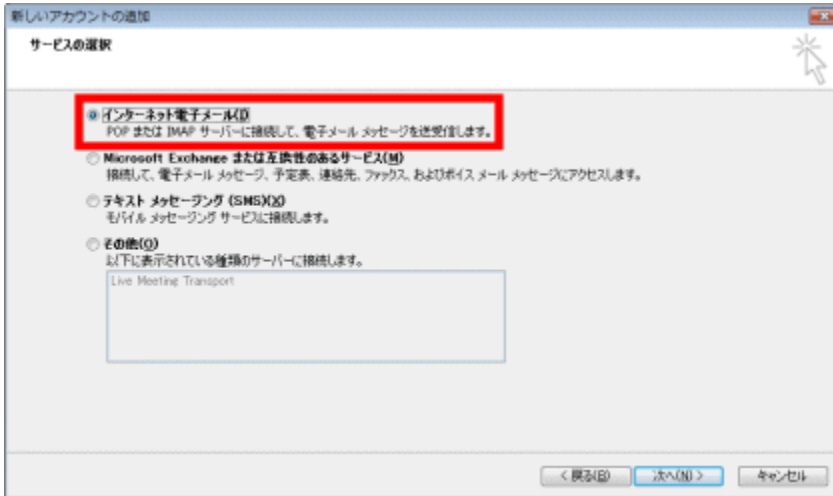 新しいアカウントの追加
サービスの選択
インターネット電子メール(I)
POP または IMAP サーバーに接続して、電子メール メッセージを送受信します。
Microsoft Exchange または互換性のあるサービス(M)
接続して、電子メール メッセージ、予定表、連絡先、ファックス、およびボイス メール メッセージにアクセスします。
テキスト メッセージング (SMS)(X)
モバイル メッセージング サービスに接続します。
その他(O)
以下に表示されている種類のサーバーに接続します。
Live Meeting Transport
< 戻る(B) 次へ(N) > キャンセル